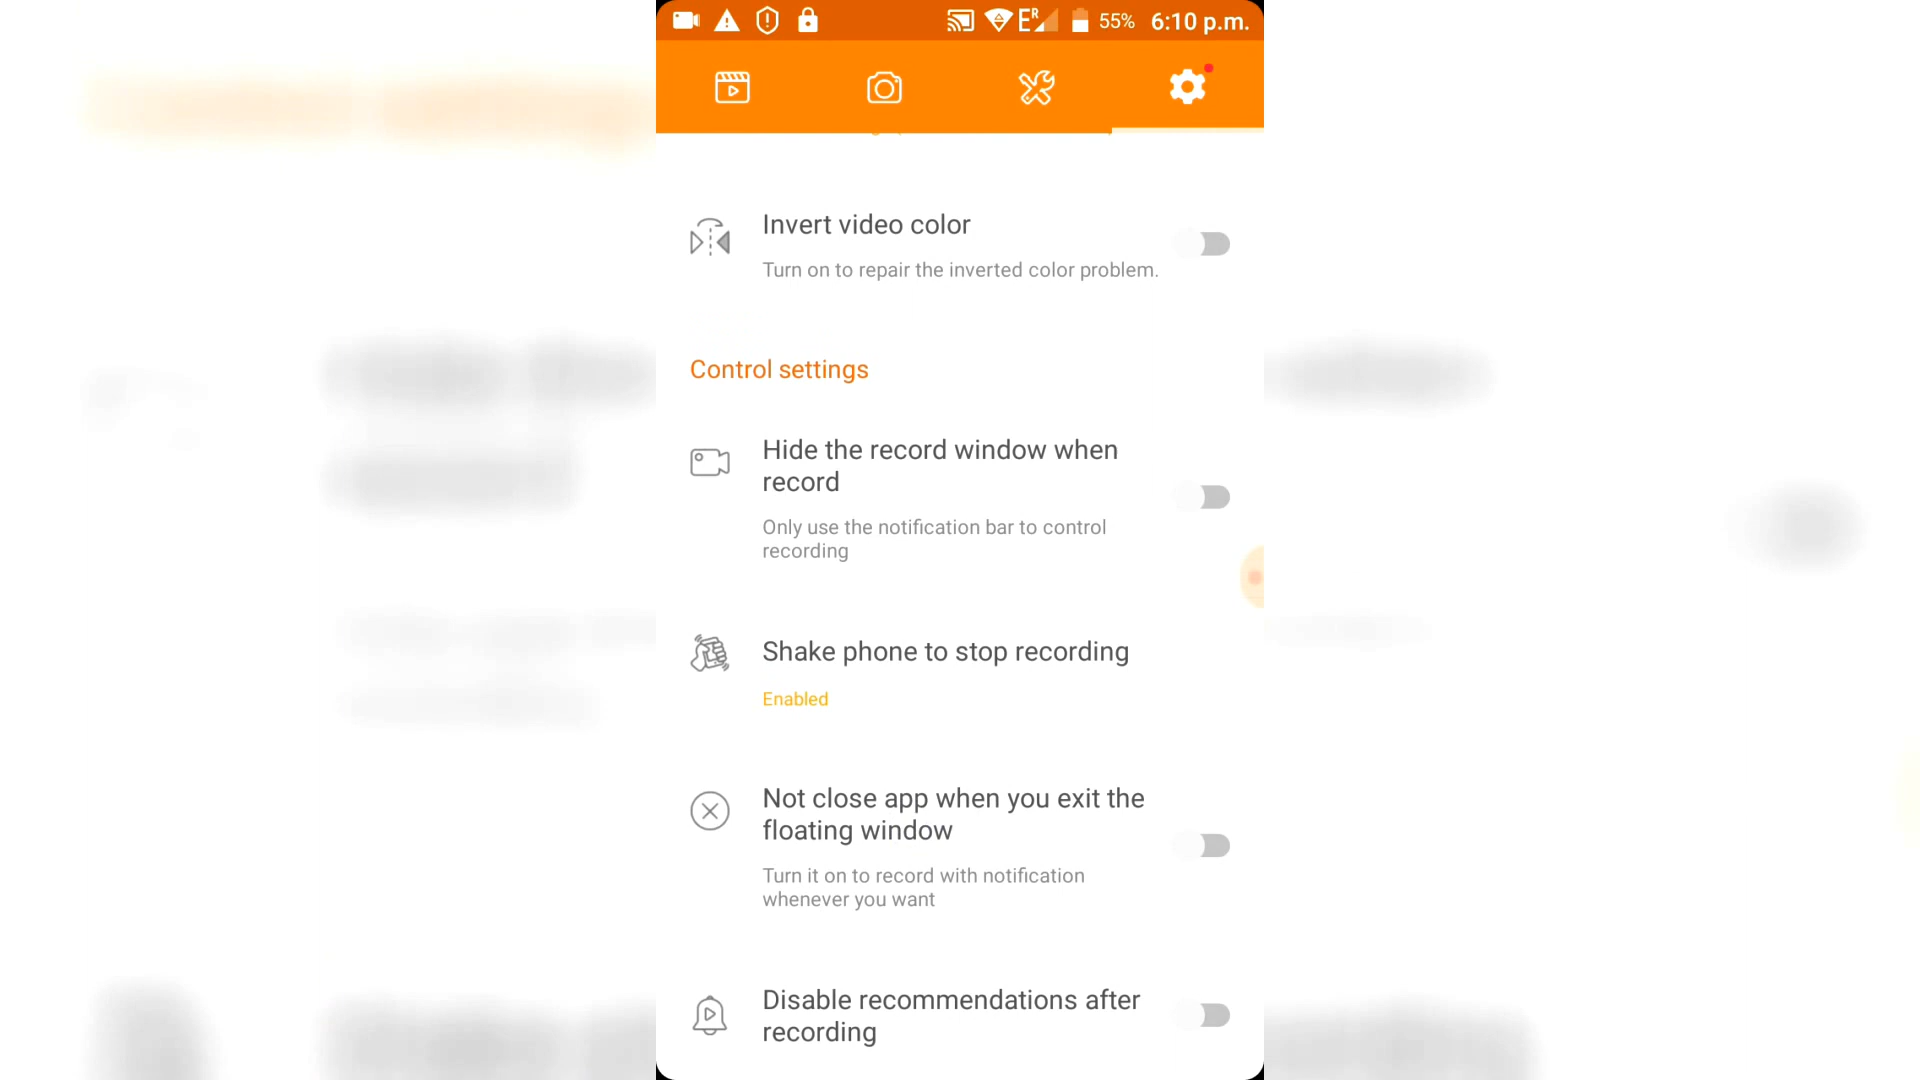 55% 6:10 p.m.
Invert video color
Turn on to repair the inverted color problem.
Control settings
Hide the record window when
record
Only use the notification bar to control
recording
Shake phone to stop recording
Enabled
Not close app when you exit the
floating window
Turn it on to record with notification
whenever you want
Disable recommendations after
recording